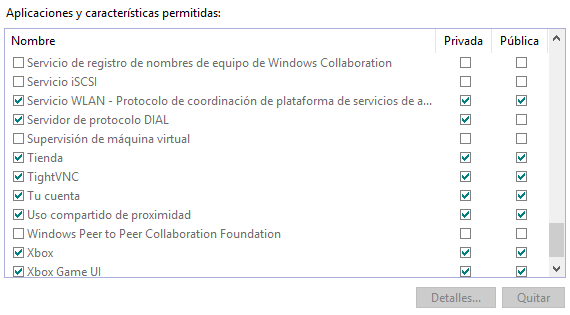 Aplicaciones y características permitidas:
Nombre Privada Pública
Servicio de registro de nombres de equipo de Windows Collaboration
Servicio iSCSI
Servicio WLAN - Protocolo de coordinación de plataforma de servicios de a...
Servidor de protocolo DIAL
Supervisión de máquina virtual
Tienda
TightVNC
Tu cuenta
Uso compartido de proximidad
Windows Peer to Peer Collaboration Foundation
Xbox
Xbox Game UI
Detalles... Quitar